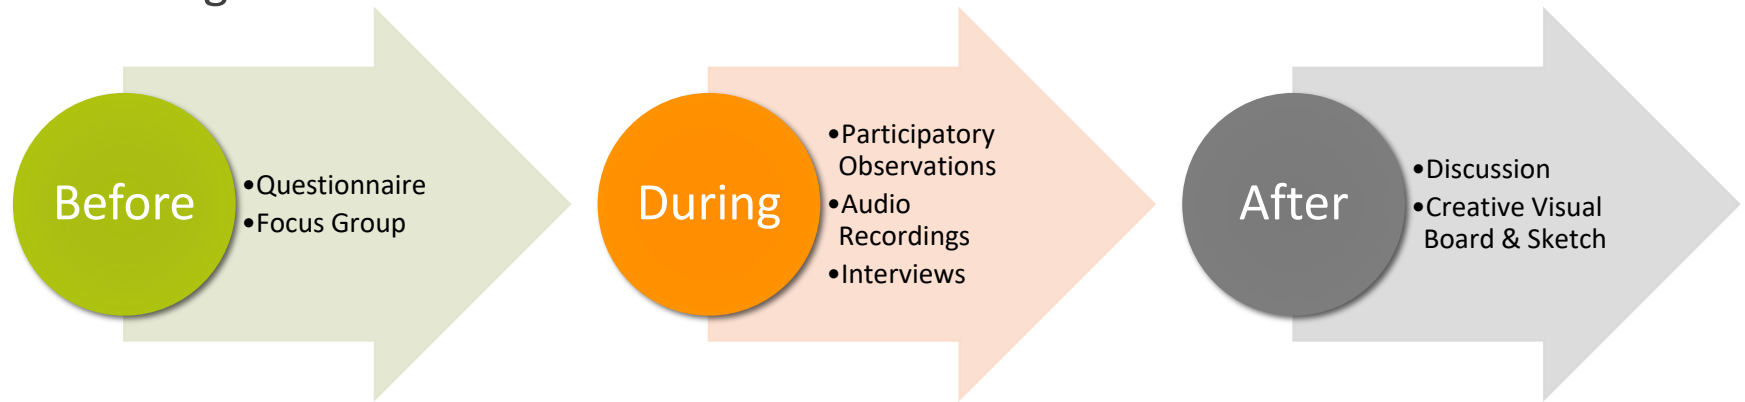 Before
•Questionnaire
•Focus Group
During
•Participatory
Observations
•Audio
Recordings
•Interviews
After
•Discussion
•Creative Visual
Board & Sketch